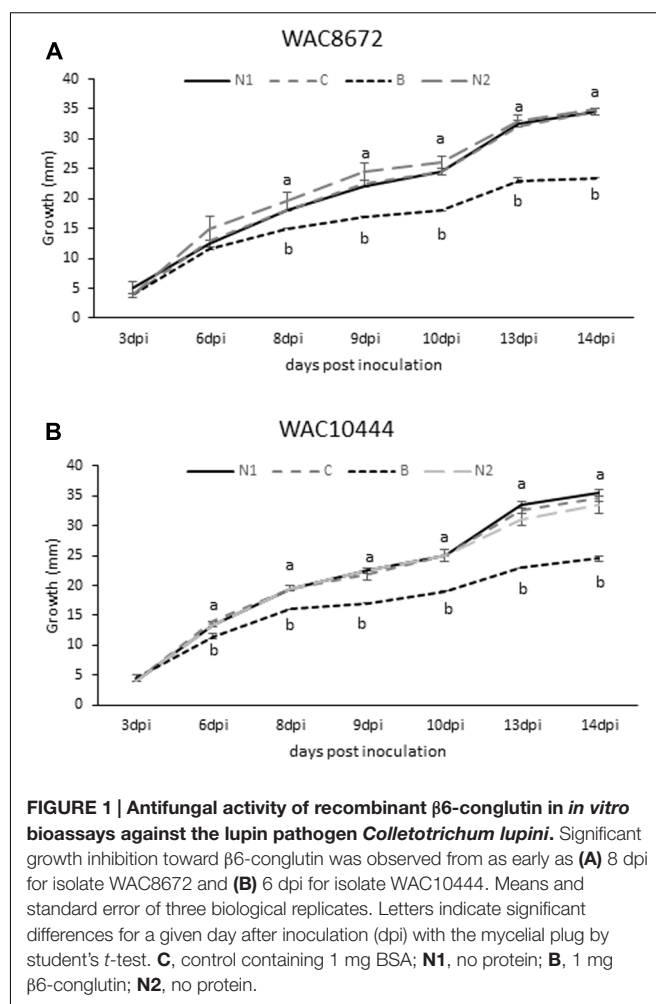 A
WAC8672
N1 C B N2
40
35
30
25
20
15
10
5
0
Growth (mm)
a a a a a
b b b b b
3dpi 6dpi 8dpi 9dpi 10dpi 13dpi 14dpi
days post inoculation
B
WAC10444
N1 C B N2
40
35
30
25
20
15
10
5
0
Growth (mm)
a a a a a a
b b b b b b
3dpi 6dpi 8dpi 9dpi 10dpi 13dpi 14dpi
days post inoculation
FIGURE 1 | Antifungal activity of recombinant β6-conglutin in in vitro
bioassays against the lupin pathogen Colletotrichum lupini. Significant
growth inhibition toward β6-conglutin was observed from as early as (A) 8 dpi
for isolate WAC8672 and (B) 6 dpi for isolate WAC10444. Means and
standard error of three biological replicates. Letters indicate significant
differences for a given day after inoculation (dpi) with the mycelial plug by
student's t-test. C, control containing 1 mg BSA; N1, no protein; B, 1 mg
β6-conglutin; N2, no protein.